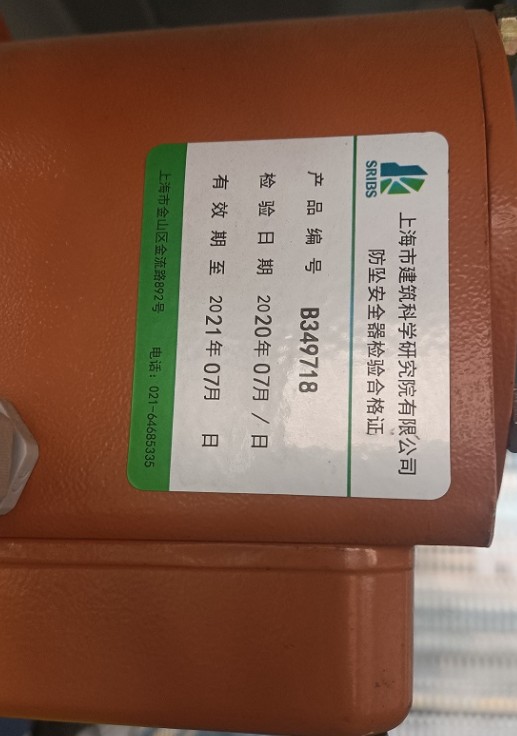 SRIBS
上海市建筑科学研究院有限公司
防坠安全器检验合格证
产品编号 B349718
检验日期 2020年07月/日
有效期至 2021年07月 日
上海市金山区金流路892号 电话：021-64685335